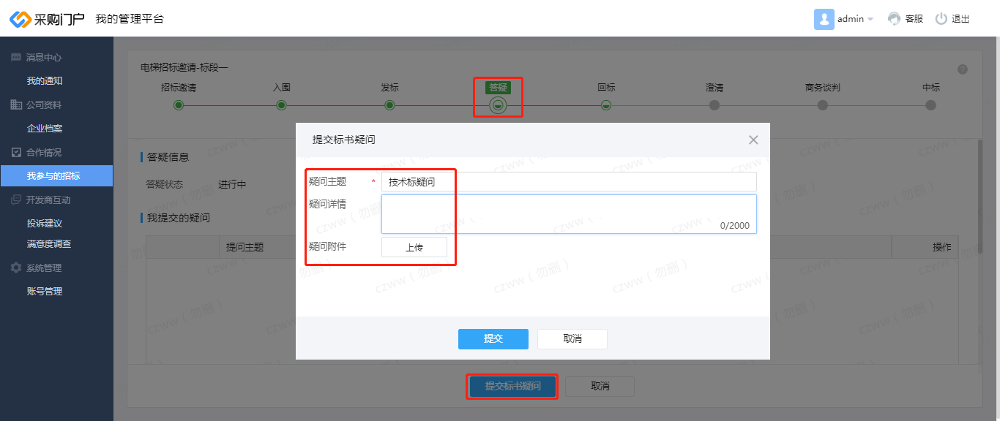 采购门户 我的管理平台 admin 客服 退出
消息中心
我的通知
公司资料
企业档案
合作情况
我参与的招标
开发商互动
投诉建议
满意度调查
系统管理
账号管理
电梯招标邀请-标段一
?
招标邀请 入围 发标 答疑 回标 澄清 商务谈判 中标
答疑信息
答疑状态 进行中
我提交的疑问
提问主题 操作
提交标书疑问
疑问主题 * 技术标疑问
疑问详情
0/2000
疑问附件 上传
提交 取消
提交标书疑问 取消
czww（勿删）